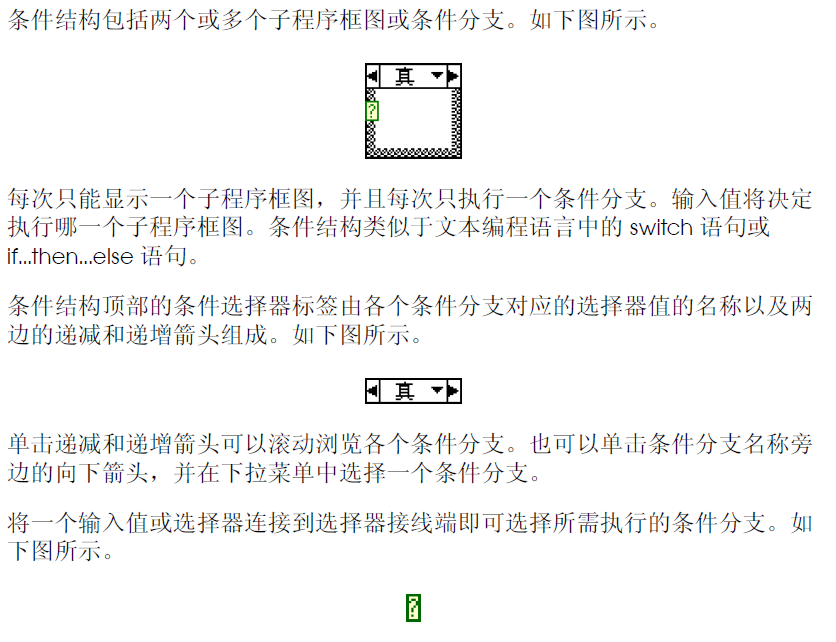 条件结构包括两个或多个子程序框图或条件分支。如下图所示。
真
?
每次只能显示一个子程序框图，并且每次只执行一个条件分支。输入值将决定
执行哪一个子程序框图。条件结构类似于文本编程语言中的 switch 语句或
if...then...else 语句。
条件结构顶部的条件选择器标签由各个条件分支对应的选择器值的名称以及两
边的递减和递增箭头组成。如下图所示。
真
单击递减和递增箭头可以滚动浏览各个条件分支。也可以单击条件分支名称旁
边的向下箭头，并在下拉菜单中选择一个条件分支。
将一个输入值或选择器连接到选择器接线端即可选择所需执行的条件分支。如
下图所示。
?